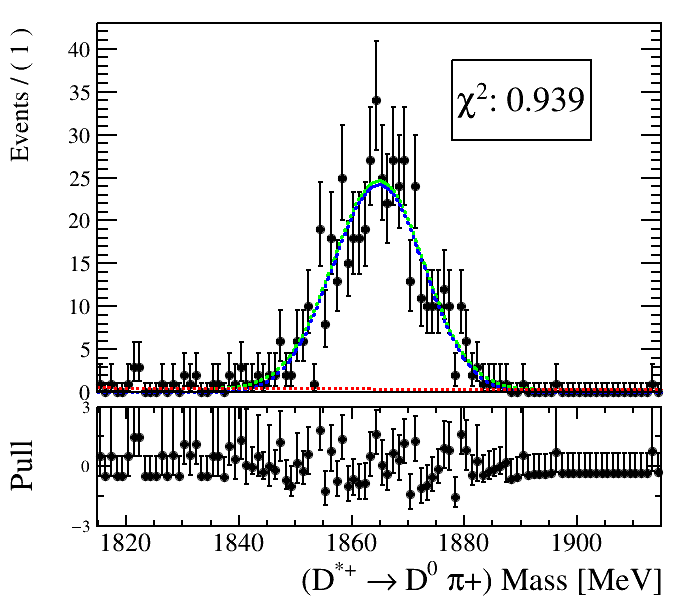 Events / ( 1 )
40
35
30
25
20
15
10
5
0
χ²: 0.939
Pull
3
0
−3
1820 1840 1860 1880 1900
(D*+ → D⁰ π+) Mass [MeV]